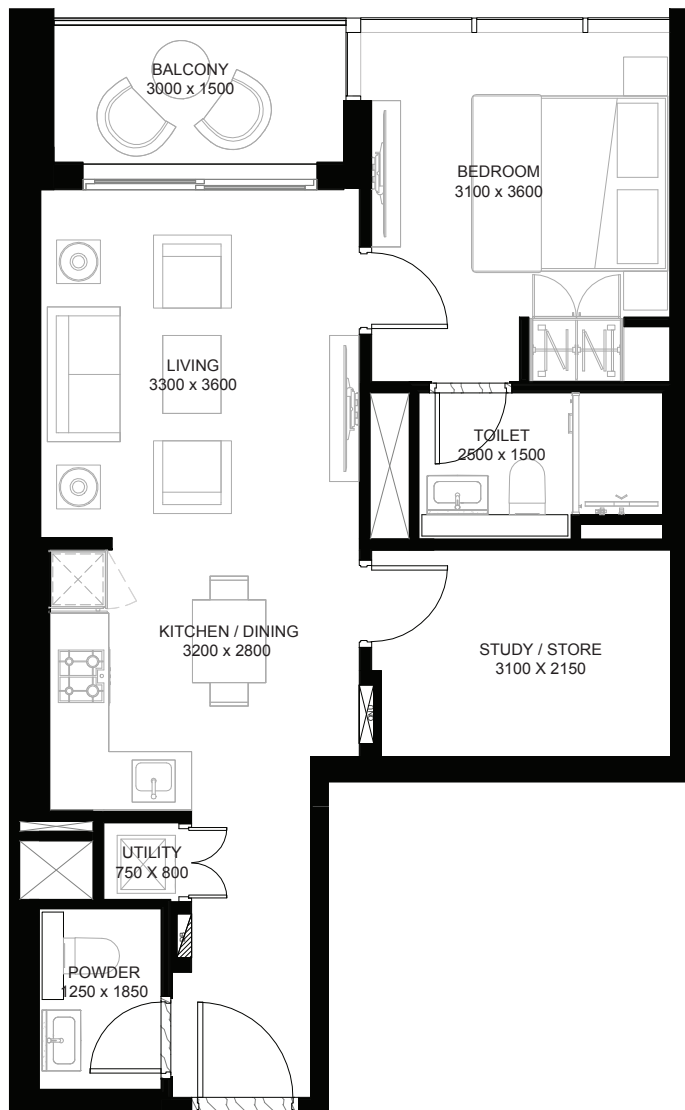 BALCONY
3000 x 1500
BEDROOM
3100 x 3600
LIVING
3300 x 3600
TOILET
2500 x 1500
KITCHEN / DINING
3200 x 2800
STUDY / STORE
3100 X 2150
UTILITY
750 X 800
POWDER
1250 x 1850